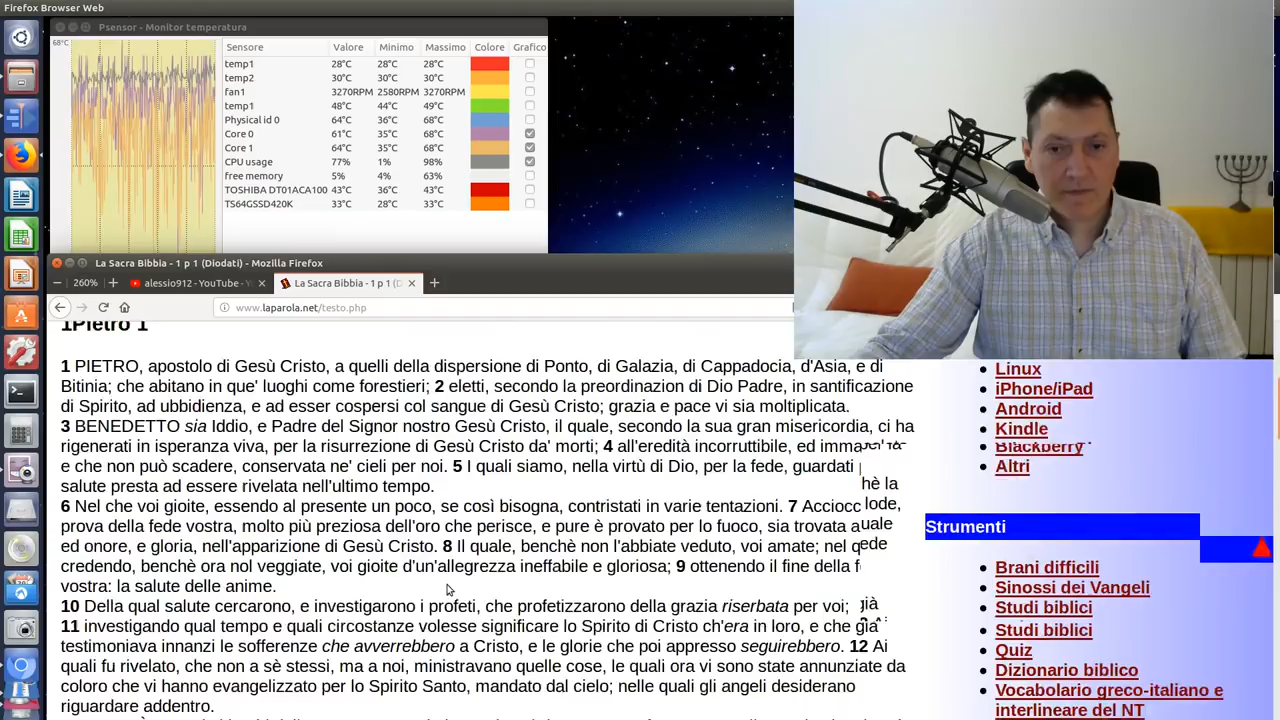 Firefox Browser Web
Psensor - Monitor temperatura
68°C
Sensore Valore Minimo Massimo Colore Grafico
temp1 28°C 28°C 28°C
temp2 30°C 30°C 30°C
fan1 3270RPM 2580RPM 3270RPM
temp1 48°C 44°C 49°C
Physical id 0 64°C 36°C 68°C
Core 0 61°C 35°C 68°C
Core 1 64°C 35°C 68°C
CPU usage 77% 1% 98%
free memory 5% 4% 63%
TOSHIBA DT01ACA100 43°C 36°C 43°C
TS64GSSD420K 33°C 28°C 33°C
La Sacra Bibbia - 1 p 1 (Diodati) - Mozilla Firefox
260% alessio912 - YouTube - La Sacra Bibbia - 1 p 1 (D
www.laparola.net/testo.php
1Pietro 1
1 PIETRO, apostolo di Gesù Cristo, a quelli della dispersione di Ponto, di Galazia, di Cappadocia, d'Asia, e di
Bitinia; che abitano in que' luoghi come forestieri; 2 eletti, secondo la preordinazion di Dio Padre, in santificazione
di Spirito, ad ubbidienza, e ad esser cospersi col sangue di Gesù Cristo; grazia e pace vi sia moltiplicata.
3 BENEDETTO sia Iddio, e Padre del Signor nostro Gesù Cristo, il quale, secondo la sua gran misericordia, ci ha
rigenerati in isperanza viva, per la risurrezione di Gesù Cristo da' morti; 4 all'eredità incorruttibile, ed imma
e che non può scadere, conservata ne' cieli per noi. 5 I quali siamo, nella virtù di Dio, per la fede, guardati
salute presta ad essere rivelata nell'ultimo tempo.
hè la
6 Nel che voi gioite, essendo al presente un poco, se così bisogna, contristati in varie tentazioni. 7 Accioc
lode,
prova della fede vostra, molto più preziosa dell'oro che perisce, e pure è provato per lo fuoco, sia trovata a
uale
ed onore, e gloria, nell'apparizione di Gesù Cristo. 8 Il quale, benchè non l'abbiate veduto, voi amate; nel q
ede
credendo, benchè ora nol veggiate, voi gioite d'un'allegrezza ineffabile e gloriosa; 9 ottenendo il fine della f
vostra: la salute delle anime.
10 Della qual salute cercarono, e investigarono i profeti, che profetizzarono della grazia riserbata per voi;
già
11 investigando qual tempo e quali circostanze volesse significare lo Spirito di Cristo ch'era in loro, e che già
testimoniava innanzi le sofferenze che avverrebbero a Cristo, e le glorie che poi appresso seguirebbero. 12 Ai
quali fu rivelato, che non a sè stessi, ma a noi, ministravano quelle cose, le quali ora vi sono state annunziate da
coloro che vi hanno evangelizzato per lo Spirito Santo, mandato dal cielo; nelle quali gli angeli desiderano
riguardare addentro.
Linux
iPhone/iPad
Android
Kindle
Blackberry
Altri
Strumenti
Brani difficili
Sinossi dei Vangeli
Studi biblici
Studi biblici
Quiz
Dizionario biblico
Vocabolario greco-italiano e
interlineare del NT